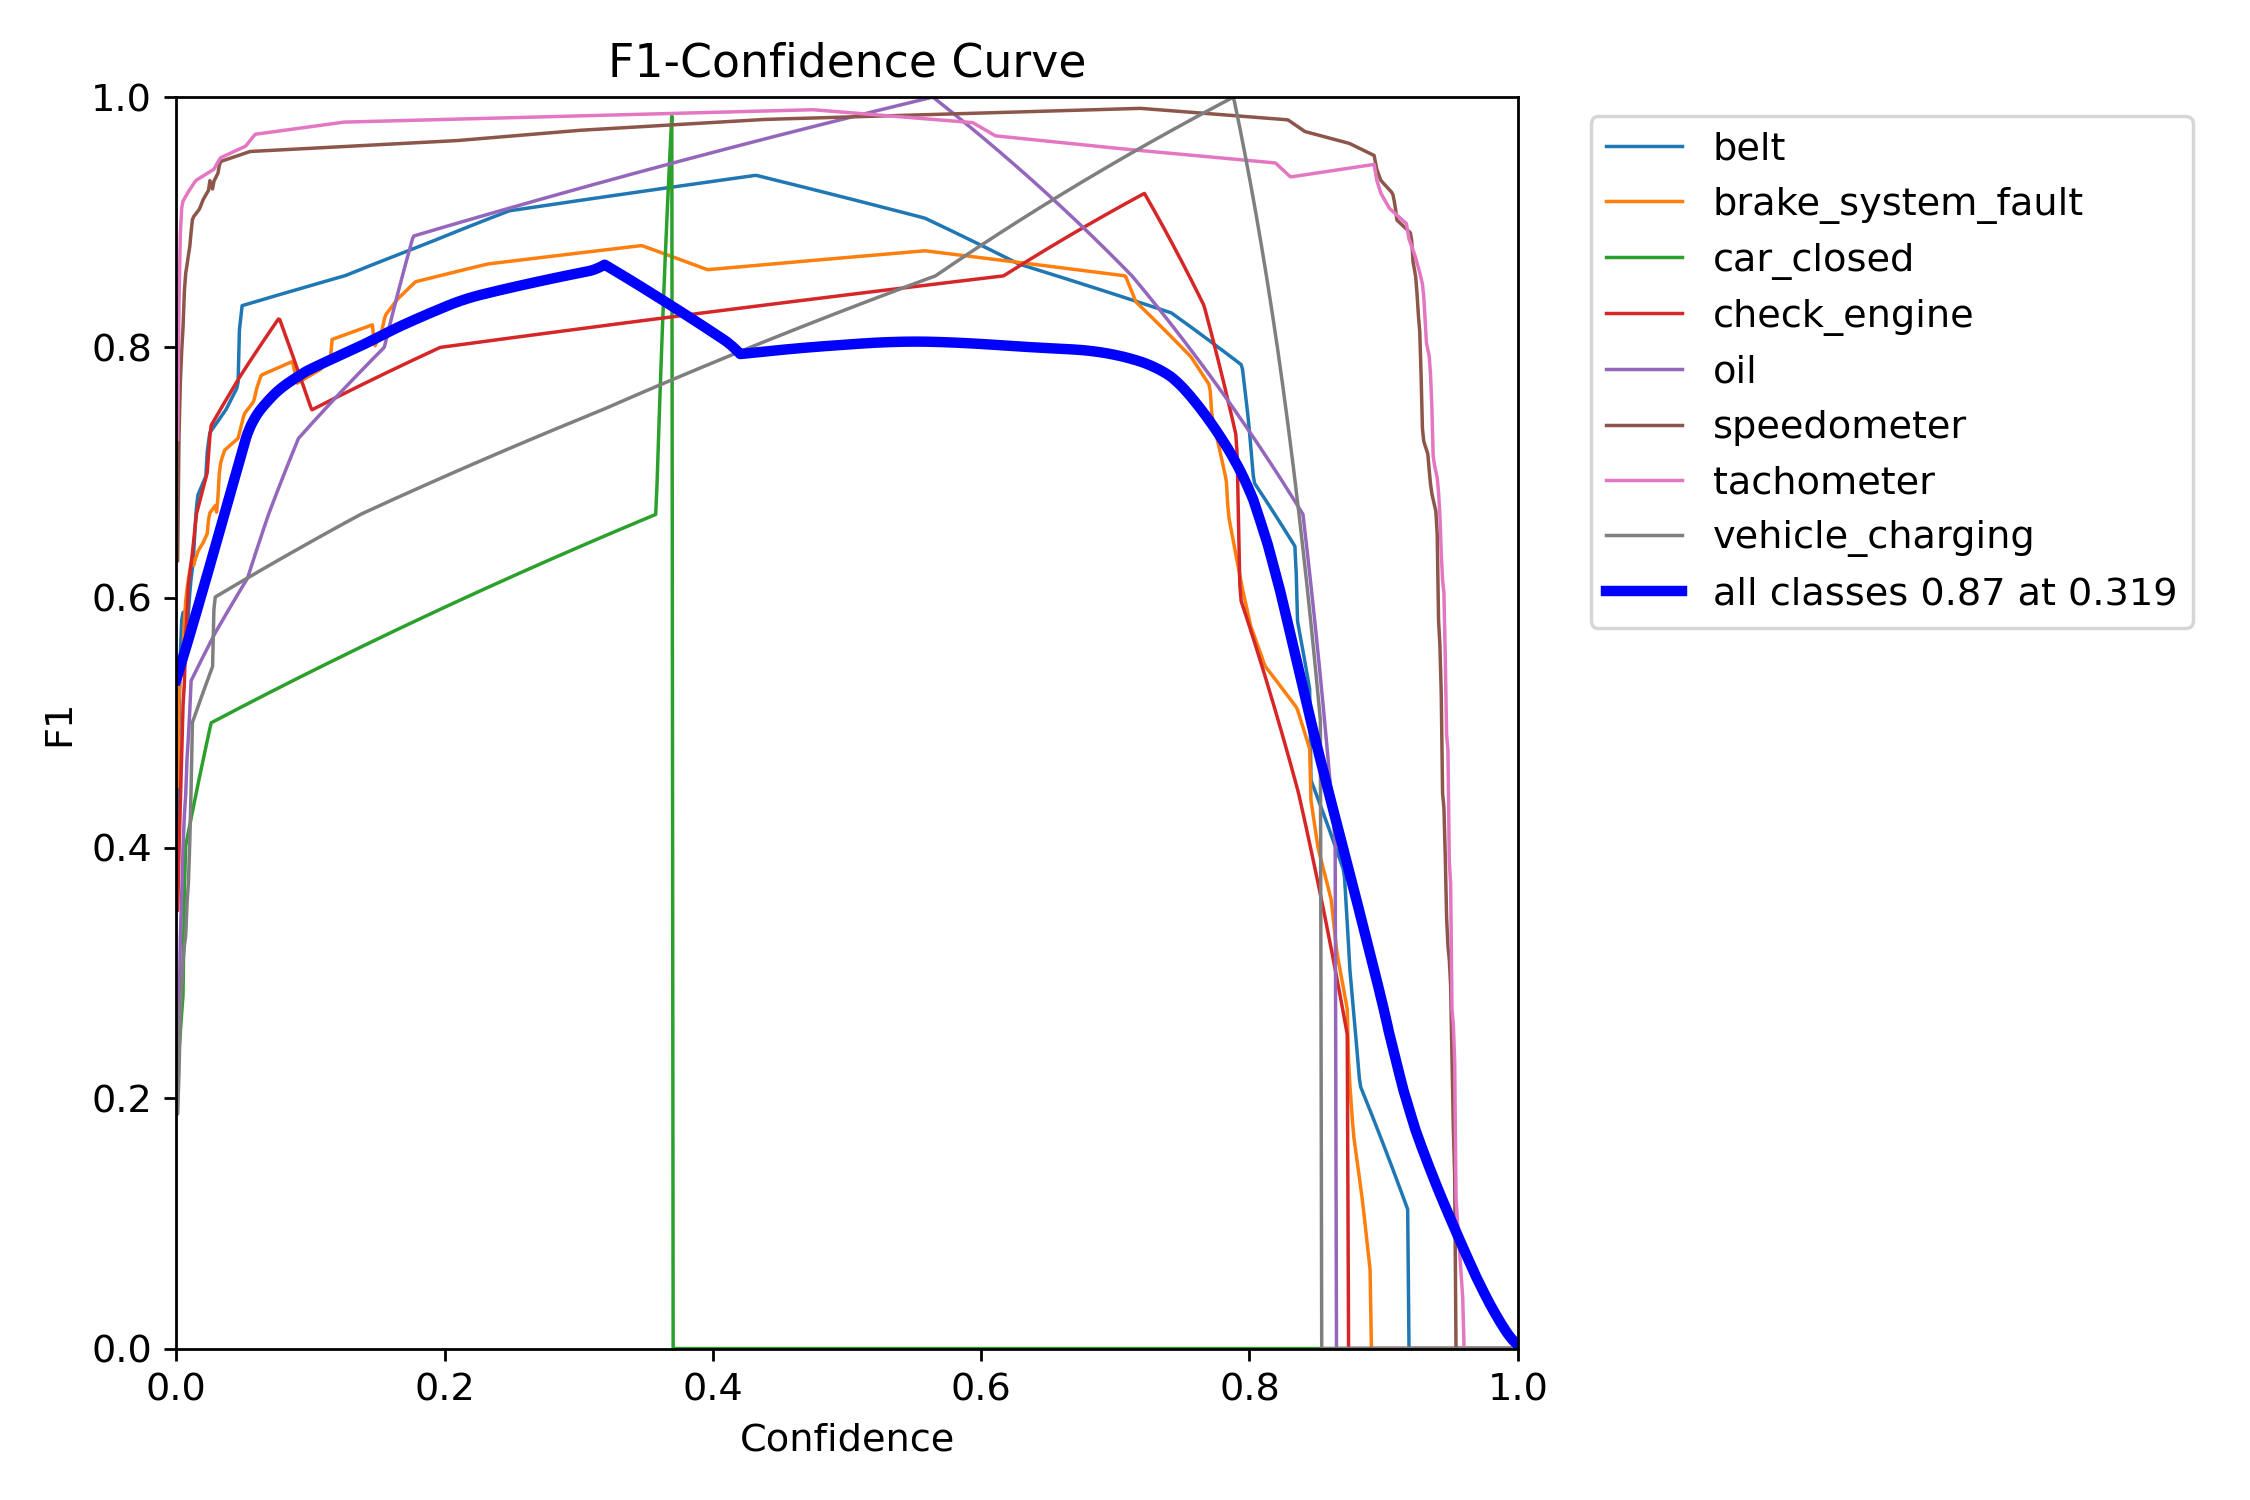 F1-Confidence Curve
1.0
0.8
0.6
0.4
0.2
0.0
F1
0.0 0.2 0.4 0.6 0.8 1.0
Confidence
belt
brake_system_fault
car_closed
check_engine
oil
speedometer
tachometer
vehicle_charging
all classes 0.87 at 0.319